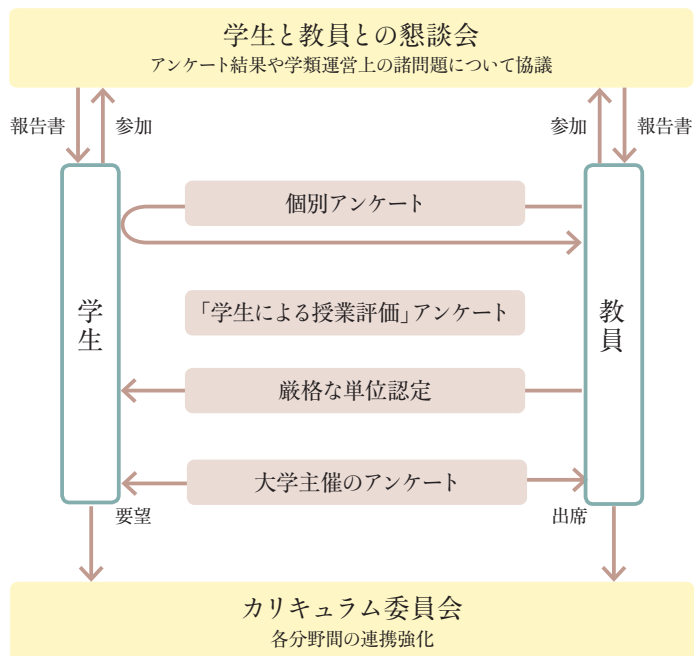 学生と教員との懇談会
アンケート結果や学類運営上の諸問題について協議
報告書
参加
参加
報告書
個別アンケート
学生
教員
「学生による授業評価」アンケート
厳格な単位認定
大学主催のアンケート
要望
出席
カリキュラム委員会
各分野間の連携強化